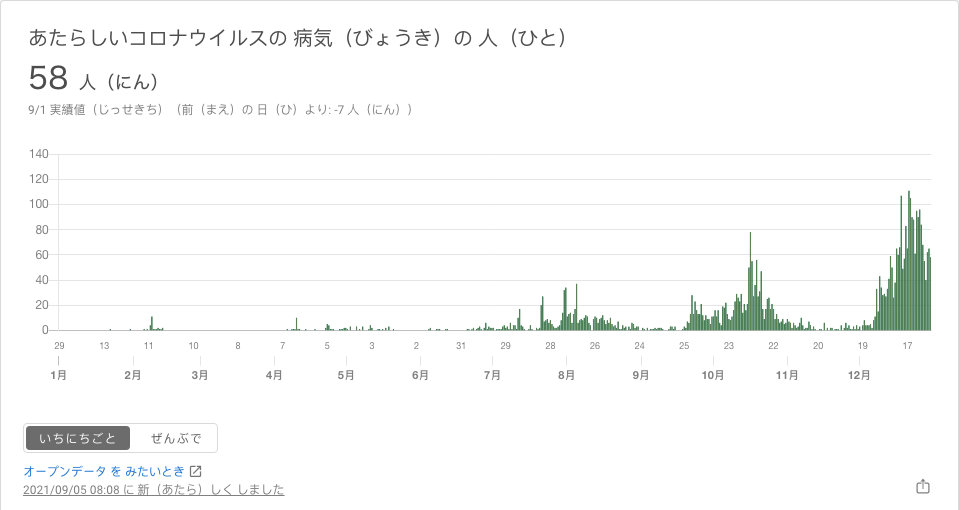 あたらしいコロナウイルスの 病気（びょうき）の 人（ひと）
58 人（にん）
9/1 実績値（じっせきち）（前（まえ）の 日（ひ）より: -7 人（にん））
140
120
100
80
60
40
20
0
29 13 11 10 8 5 3 2 31 29 28 26 24 25 23 22 20 19 17
1月 2月 3月 4月 5月 6月 7月 8月 9月 10月 11月 12月
いちにちごと ぜんぶで
オープンデータ を みたいとき
2021/09/05 08:08 に 新（あたら）しく しました